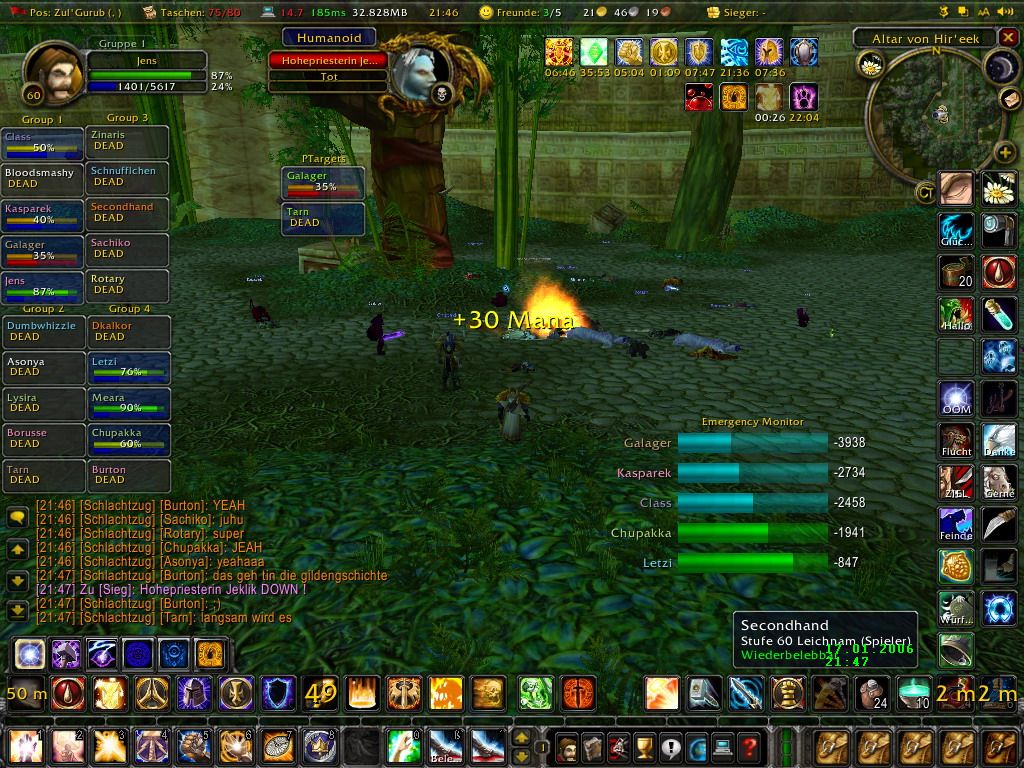 Pos: Zul'Gurub (, ) Taschen: 75/80 14.7 185ms 32.828MB 21:46 Freunde: 3/5 21 46 19 Sieger: -
Gruppe 1
Jens
87%
1401/5617 24%
60
Humanoid
Hohepriesterin Je...
Tot
06:46 35:53 05:04 01:09 07:47 21:36 07:36
00:26 22:04
Altar von Hir'eek
N
Group 1
Class
50%
Bloodsmashy
DEAD
Kasparek
40%
Galager
35%
Jens
87%
Group 3
Zinaris
DEAD
Schnufflchen
DEAD
Secondhand
DEAD
Sachiko
DEAD
Rotary
DEAD
Group 2
Dumbwhizzle
DEAD
Asonya
DEAD
Lysira
DEAD
Borusse
DEAD
Tarn
DEAD
Group 4
Dkalkor
DEAD
Letzi
76%
Meara
90%
Chupakka
60%
Burton
DEAD
PTargets
Galager
35%
Tarn
DEAD
+30 Mana
Emergency Monitor
Galager -3938
Kasparek -2734
Class -2458
Chupakka -1941
Letzi -847
[21:46] [Schlachtzug] [Burton]: YEAH
[21:46] [Schlachtzug] [Sachiko]: juhu
[21:46] [Schlachtzug] [Rotary]: super
[21:46] [Schlachtzug] [Chupakka]: JEAH
[21:46] [Schlachtzug] [Asonya]: yeahaaa
[21:47] [Schlachtzug] [Burton]: das geh tin die gildengschichte
[21:47] Zu [Sieg]: Hohepriesterin Jeklik DOWN !
[21:47] [Schlachtzug] [Burton]: ;)
[21:47] [Schlachtzug] [Tarn]: langsam wird es
Secondhand
Stufe 60 Leichnam (Spieler)
Wiederbelebbar
17.01.2006
21:47
Glüc...
20
Hallo
OOM
Flucht
Danke
ZIEL
Gerne
Feinde
Würf...
50 m
49
24
10
2 m 2 m
Bele...